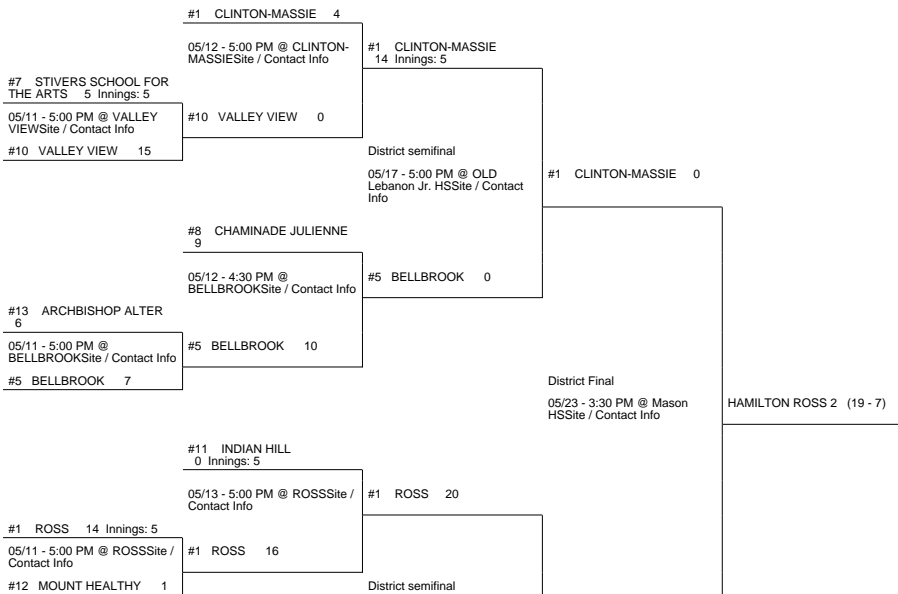 #1 CLINTON-MASSIE 4
05/12 - 5:00 PM @ CLINTON-
MASSIESite / Contact Info
#1 CLINTON-MASSIE
14 Innings: 5
#7 STIVERS SCHOOL FOR
THE ARTS 5 Innings: 5
05/11 - 5:00 PM @ VALLEY
VIEWSite / Contact Info
#10 VALLEY VIEW 0
#10 VALLEY VIEW 15
District semifinal
05/17 - 5:00 PM @ OLD
Lebanon Jr. HSSite / Contact
Info
#1 CLINTON-MASSIE 0
#8 CHAMINADE JULIENNE
9
05/12 - 4:30 PM @
BELLBROOKSite / Contact Info
#5 BELLBROOK 0
#13 ARCHBISHOP ALTER
6
05/11 - 5:00 PM @
BELLBROOKSite / Contact Info
#5 BELLBROOK 10
#5 BELLBROOK 7
District Final
05/23 - 3:30 PM @ Mason
HSSite / Contact Info
HAMILTON ROSS 2 (19 - 7)
#11 INDIAN HILL
0 Innings: 5
05/13 - 5:00 PM @ ROSSSite /
Contact Info
#1 ROSS 20
#1 ROSS 14 Innings: 5
05/11 - 5:00 PM @ ROSSSite /
Contact Info
#1 ROSS 16
#12 MOUNT HEALTHY 1
District semifinal